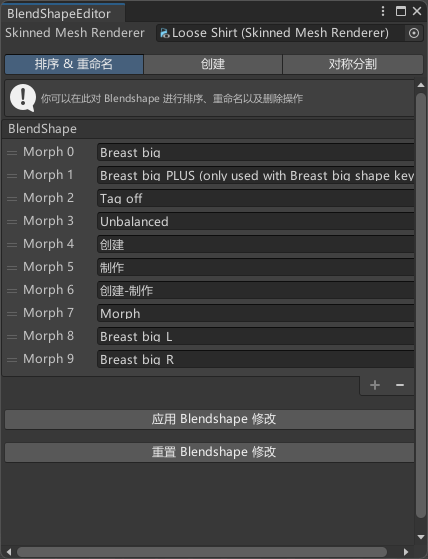 BlendShapeEditor
Skinned Mesh Renderer Loose Shirt (Skinned Mesh Renderer)
排序 & 重命名 创建 对称分割
你可以在此对 Blendshape 进行排序、重命名以及删除操作
BlendShape
Morph 0 Breast big
Morph 1 Breast big PLUS (only used with Breast big shape key
Morph 2 Tag off
Morph 3 Unbalanced
Morph 4 创建
Morph 5 制作
Morph 6 创建-制作
Morph 7 Morph
Morph 8 Breast big L
Morph 9 Breast big R
+ −
应用 Blendshape 修改
重置 Blendshape 修改